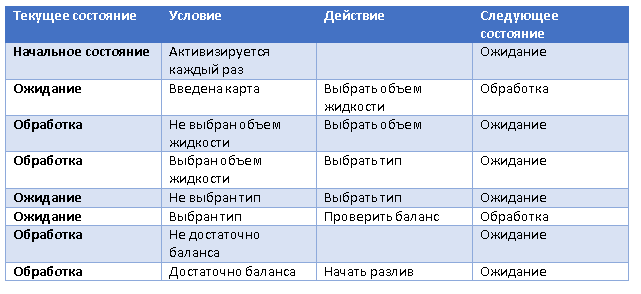 Текущее состояние Условие Действие Следующее
состояние
Начальное состояние Активизируется Ожидание
каждый раз
Ожидание Введена карта Выбрать объем Обработка
жидкости
Обработка Не выбран объем Выбрать объем Ожидание
жидкости
Обработка Выбран объем Выбрать тип Ожидание
жидкости
Ожидание Не выбран тип Выбрать тип Ожидание
Ожидание Выбран тип Проверить баланс Обработка
Обработка Не достаточно Ожидание
баланса
Обработка Достаточно баланса Начать разлив Ожидание